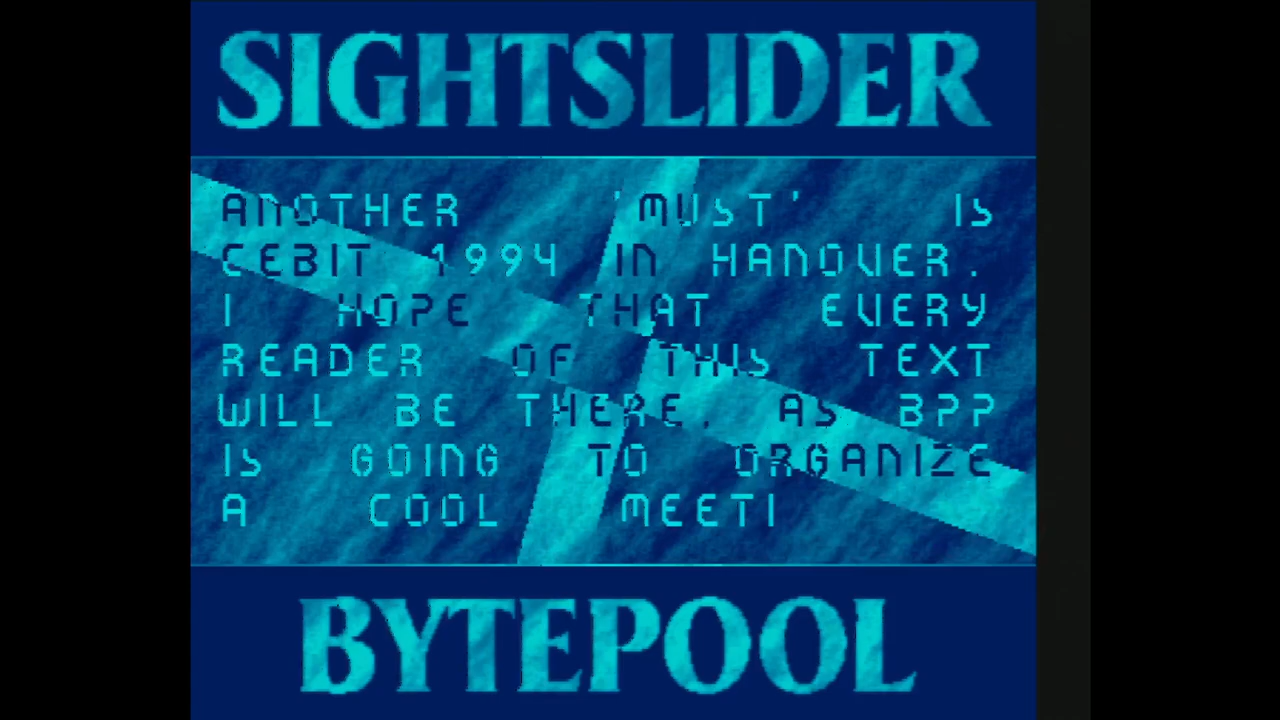 SIGHTSLIDER
ANOTHER 'MUST' IS
CEBIT 1994 IN HANOVER.
I HOPE THAT EVERY
READER OF THIS TEXT
WILL BE THERE. AS BPP
IS GOING TO ORGANIZE
A COOL MEET!
BYTEPOOL